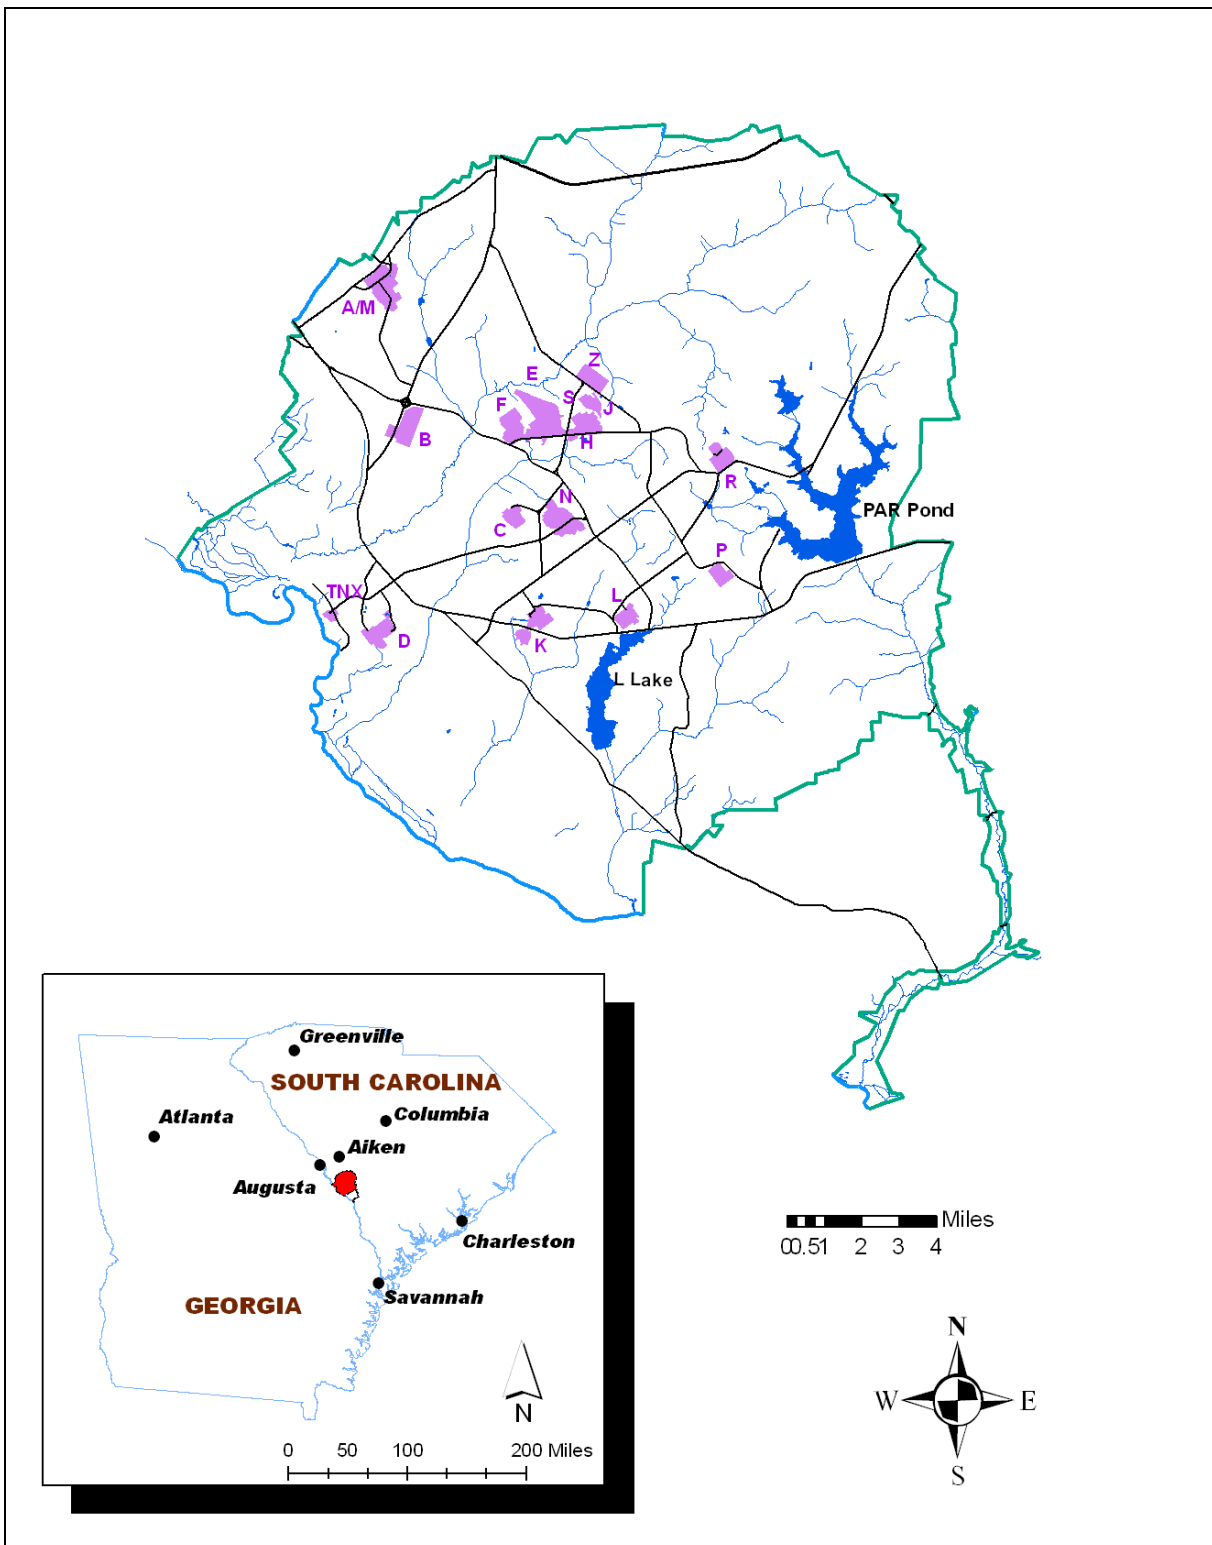 A/M
Z
E
S
F
J
B
H
R
N
C
PAR Pond
P
TNX
L
D
K
L Lake
Greenville
SOUTH CAROLINA
Atlanta
Columbia
Aiken
Augusta
Charleston
Savannah
GEORGIA
N
0 50 100 200 Miles
Miles
00.51 2 3 4
N
W E
S